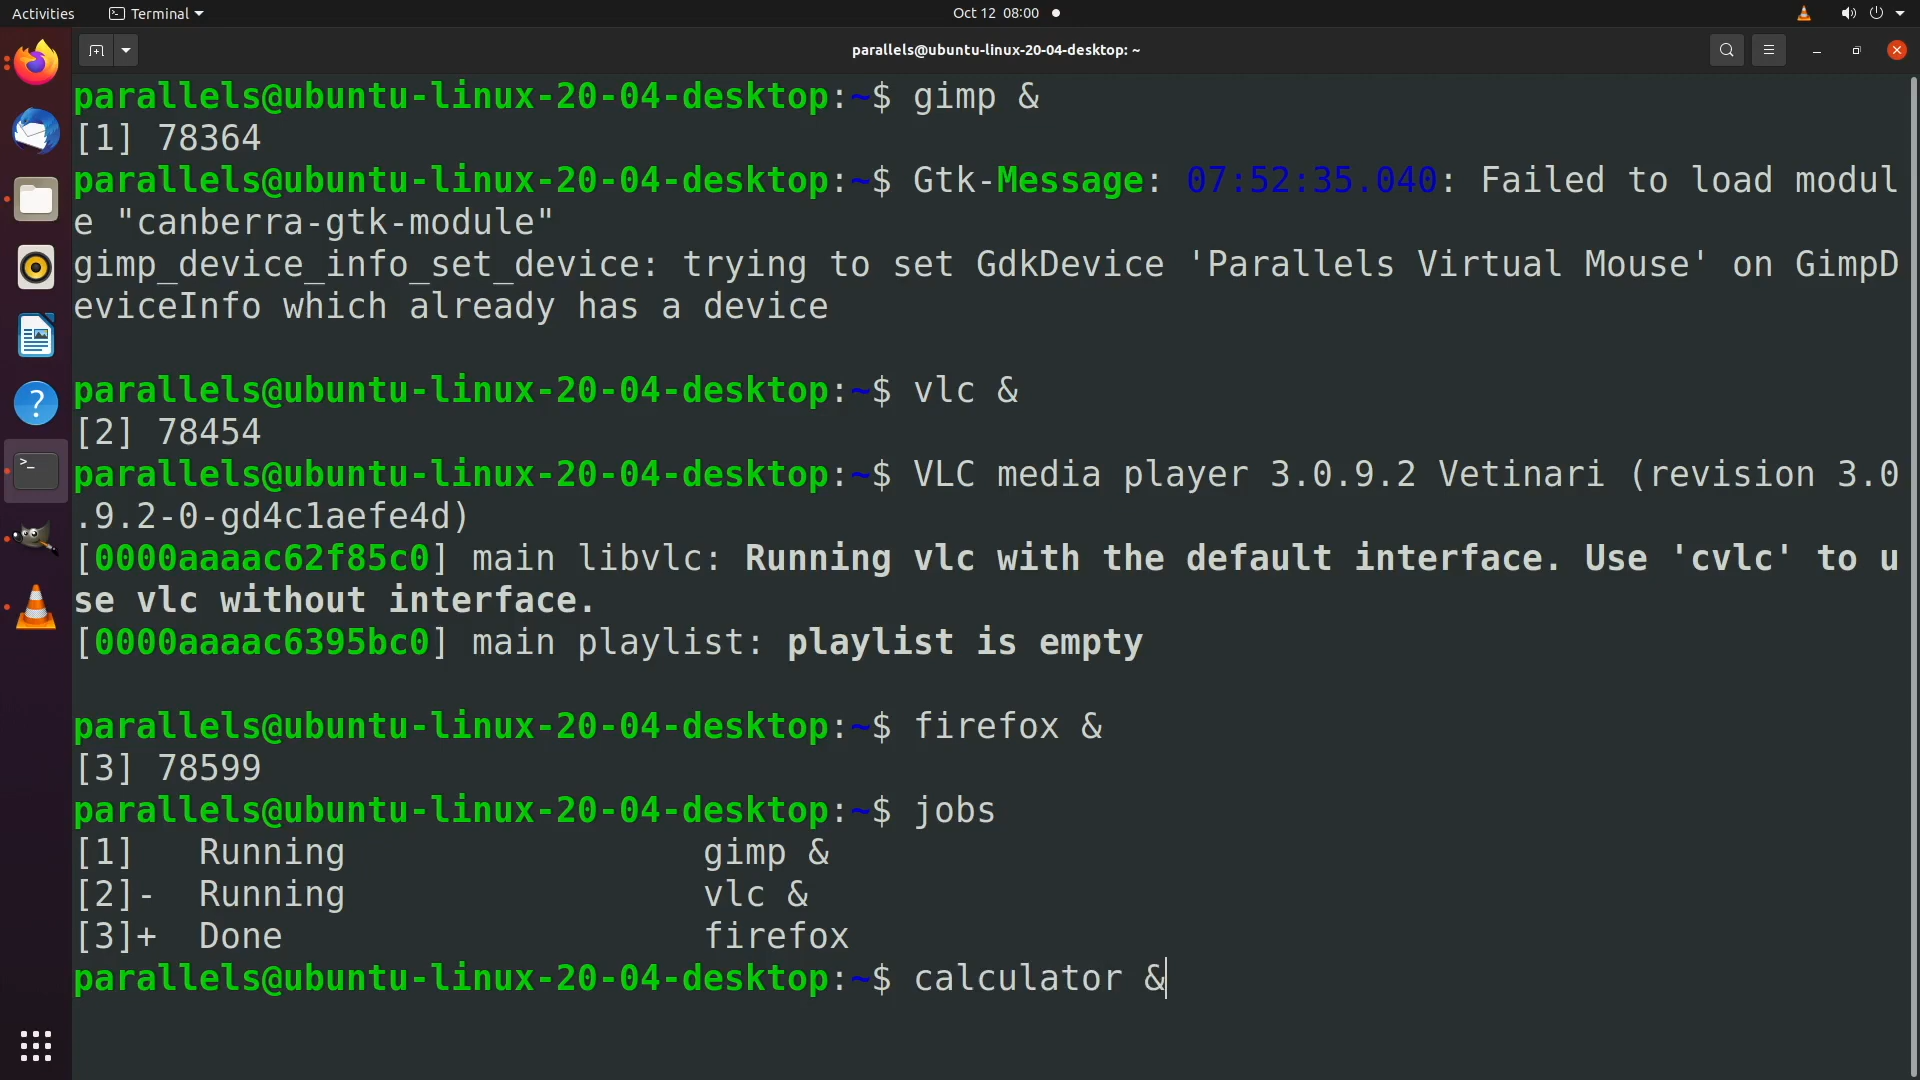 Activities
Terminal
Oct 12 08:00
parallels@ubuntu-linux-20-04-desktop: ~
parallels@ubuntu-linux-20-04-desktop:~$ gimp &
[1] 78364
parallels@ubuntu-linux-20-04-desktop:~$ Gtk-Message: 07:52:35.040: Failed to load modul
e "canberra-gtk-module"
gimp_device_info_set_device: trying to set GdkDevice 'Parallels Virtual Mouse' on GimpD
eviceInfo which already has a device
parallels@ubuntu-linux-20-04-desktop:~$ vlc &
[2] 78454
parallels@ubuntu-linux-20-04-desktop:~$ VLC media player 3.0.9.2 Vetinari (revision 3.0
.9.2-0-gd4c1aefe4d)
[0000aaaac62f85c0] main libvlc: Running vlc with the default interface. Use 'cvlc' to u
se vlc without interface.
[0000aaaac6395bc0] main playlist: playlist is empty
parallels@ubuntu-linux-20-04-desktop:~$ firefox &
[3] 78599
parallels@ubuntu-linux-20-04-desktop:~$ jobs
[1]   Running                 gimp &
[2]-  Running                 vlc &
[3]+  Done                    firefox
parallels@ubuntu-linux-20-04-desktop:~$ calculator &